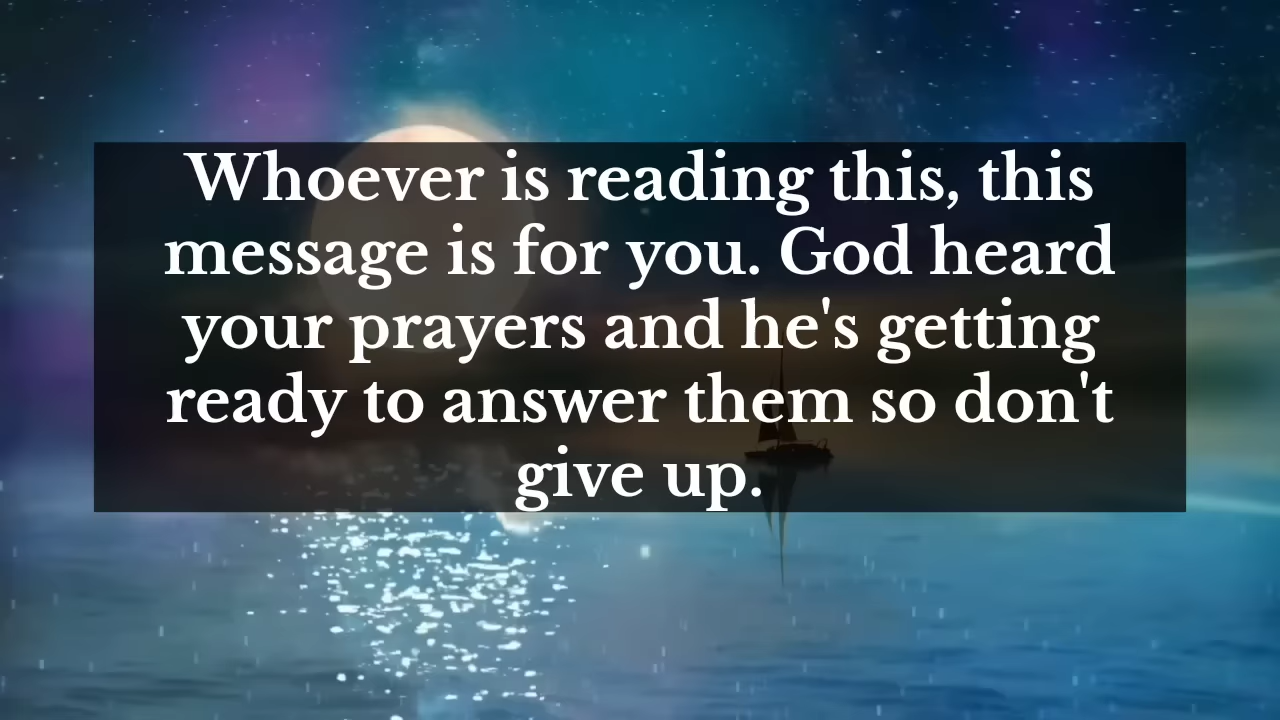 Whoever is reading this, this
message is for you. God heard
your prayers and he's getting
ready to answer them so don't
give up.